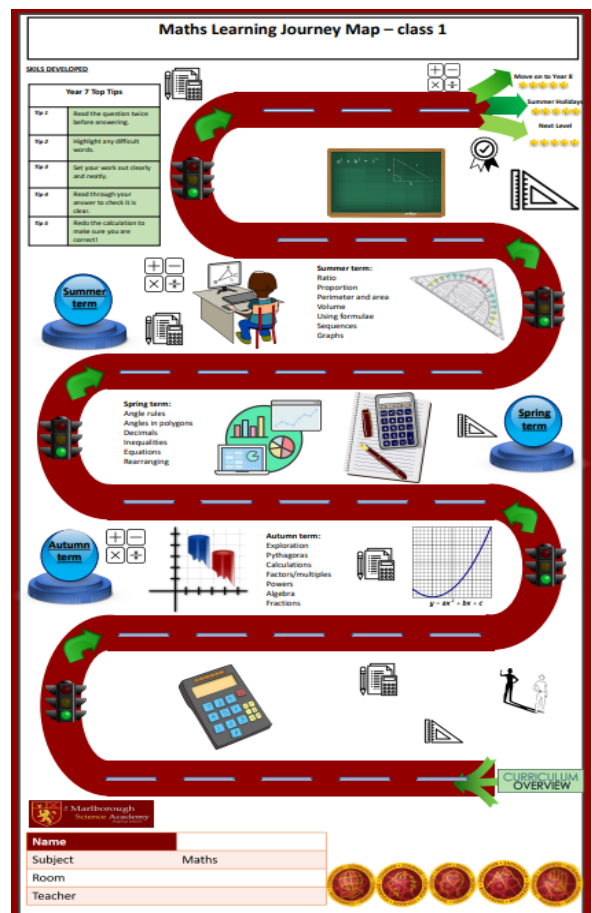 Maths Learning Journey Map – class 1
SKILS DEVELOPED
Year 7 Top Tips
Tip 1 Read the question twice
before answering.
Tip 2 Highlight any difficult
words.
Tip 3 Set your work out clearly
and neatly.
Tip 4 Read through your
answer to check it is
clear.
Tip 5 Redo the calculation to
make sure you are
correct!
Move on to Year 8
Summer Holidays
Next Level
Summer
term
Summer term:
Ratio
Proportion
Perimeter and area
Volume
Using formulae
Sequences
Graphs
Spring term:
Angle rules
Angles in polygons
Decimals
Inequalities
Equations
Rearranging
Spring
term
Autumn
term
Autumn term:
Exploration
Pythagoras
Calculations
Factors/multiples
Powers
Algebra
Fractions
y = ax² + bx + c
CURRICULUM
OVERVIEW
The Marlborough
Science Academy
Name
Subject Maths
Room
Teacher